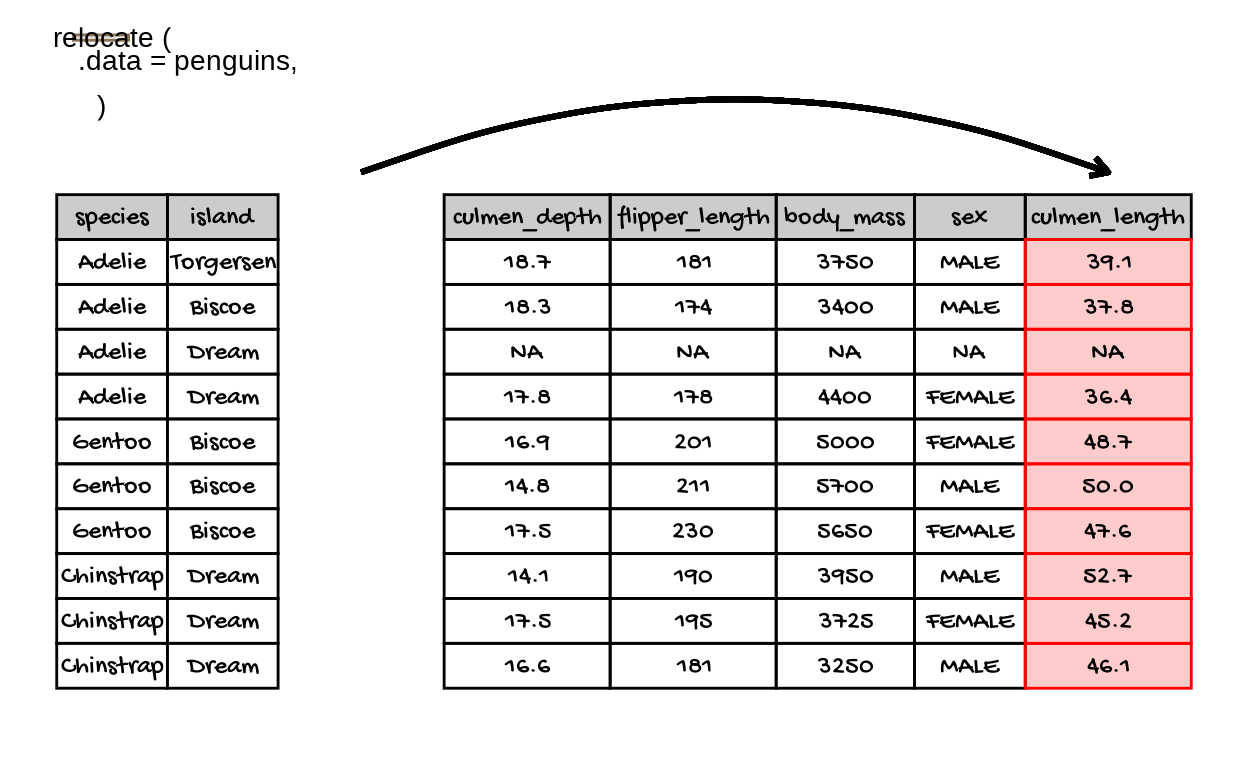 relocate (
.data = penguins,
)
species island culmen_depth flipper_length body_mass sex culmen_length
Adelie Torgersen 18.7 181 3750 MALE 39.1
Adelie Biscoe 18.3 174 3400 MALE 37.8
Adelie Dream NA NA NA NA NA
Adelie Dream 17.8 178 4400 FEMALE 36.4
Gentoo Biscoe 16.9 201 5000 FEMALE 48.7
Gentoo Biscoe 14.8 211 5700 MALE 50.0
Gentoo Biscoe 17.5 230 5650 FEMALE 47.6
Chinstrap Dream 14.1 190 3950 MALE 52.7
Chinstrap Dream 17.5 195 3725 FEMALE 45.2
Chinstrap Dream 16.6 181 3250 MALE 46.1